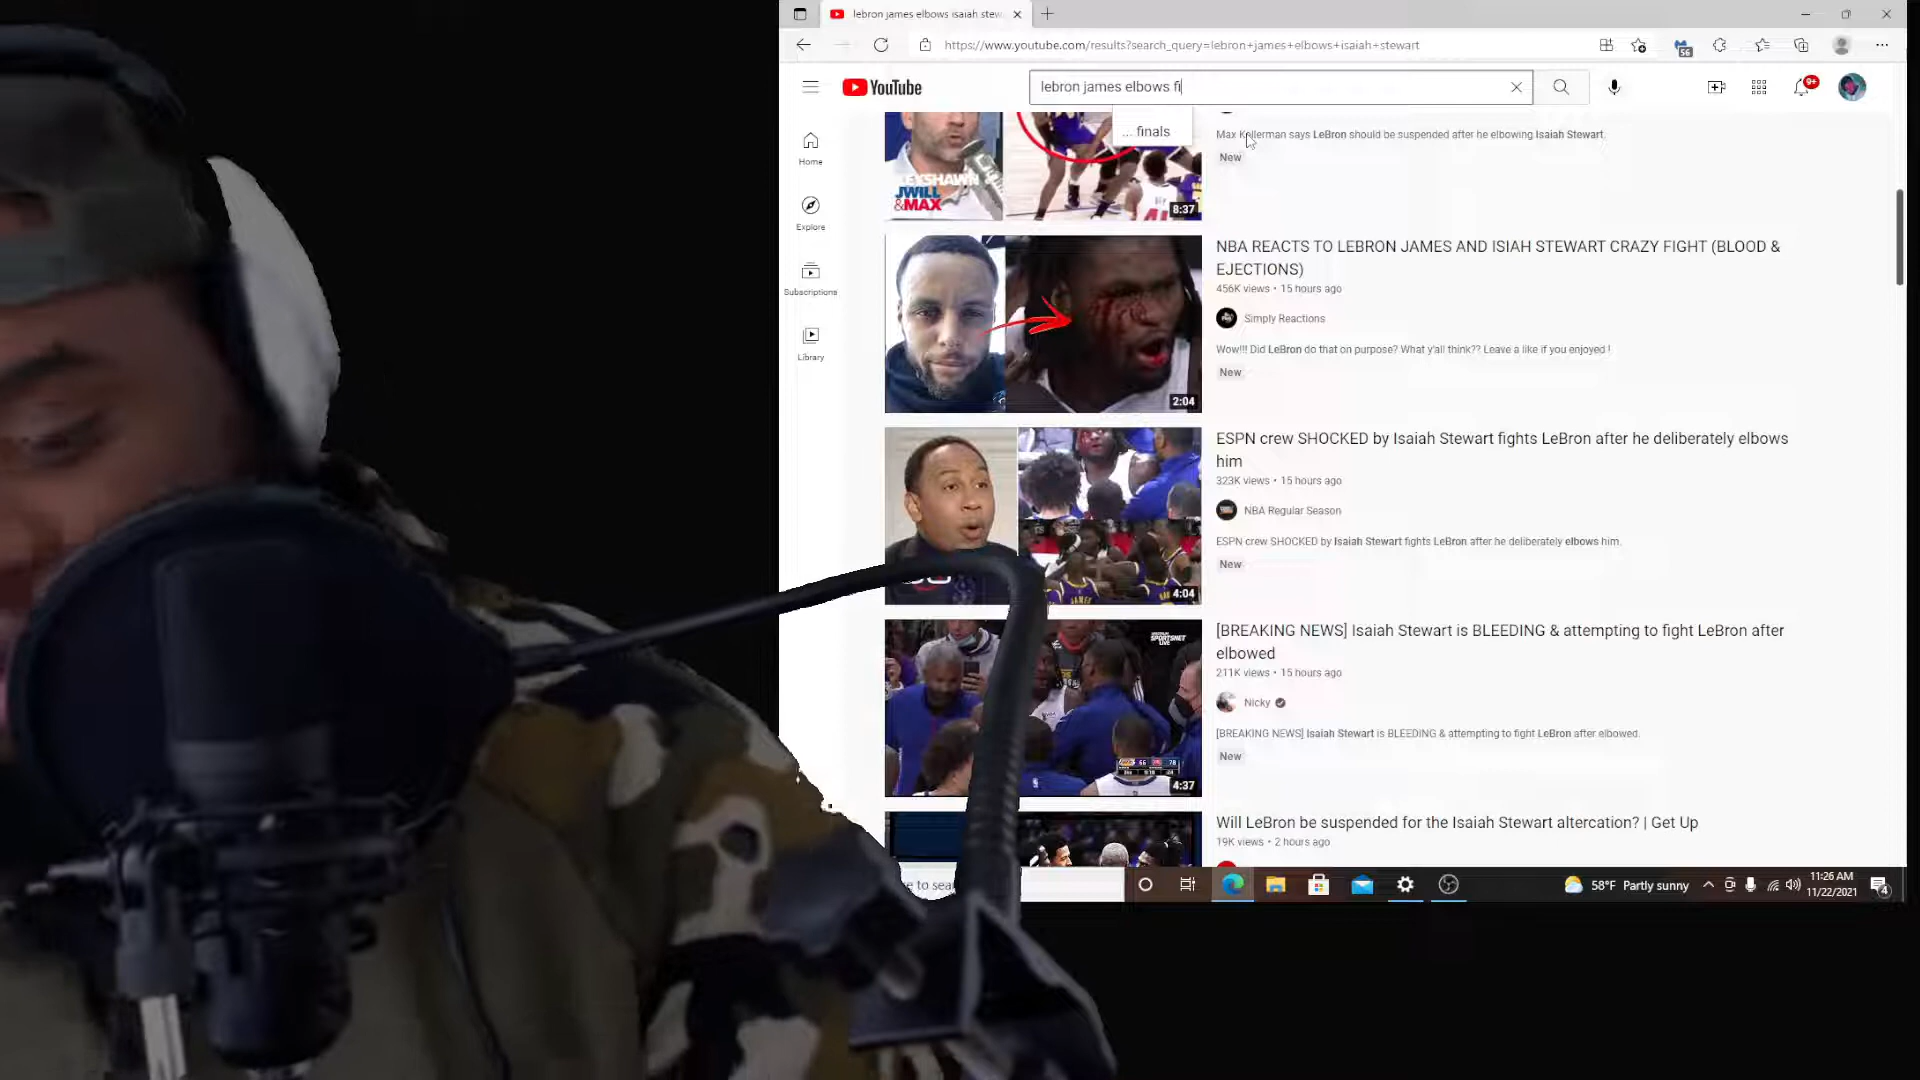 lebron james elbows isaiah stew
https://www.youtube.com/results?search_query=lebron+james+elbows+isaiah+stewart
56
YouTube
lebron james elbows fi
9+
... finals
Home
Explore
Subscriptions
Library
JWILL
&MAX
8:37
Max Kellerman says LeBron should be suspended after he elbowing Isaiah Stewart.
New
2:04
NBA REACTS TO LEBRON JAMES AND ISIAH STEWART CRAZY FIGHT (BLOOD &
EJECTIONS)
456K views • 15 hours ago
Simply Reactions
Wow!!! Did LeBron do that on purpose? What y'all think?? Leave a like if you enjoyed !
New
4:04
ESPN crew SHOCKED by Isaiah Stewart fights LeBron after he deliberately elbows
him
323K views • 15 hours ago
NBA Regular Season
ESPN crew SHOCKED by Isaiah Stewart fights LeBron after he deliberately elbows him.
New
66
78
4:37
[BREAKING NEWS] Isaiah Stewart is BLEEDING & attempting to fight LeBron after
elbowed
211K views • 15 hours ago
Nicky
[BREAKING NEWS] Isaiah Stewart is BLEEDING & attempting to fight LeBron after elbowed.
New
Will LeBron be suspended for the Isaiah Stewart altercation? | Get Up
19K views • 2 hours ago
e to sea
58°F Partly sunny
11:26 AM
11/22/2021
4